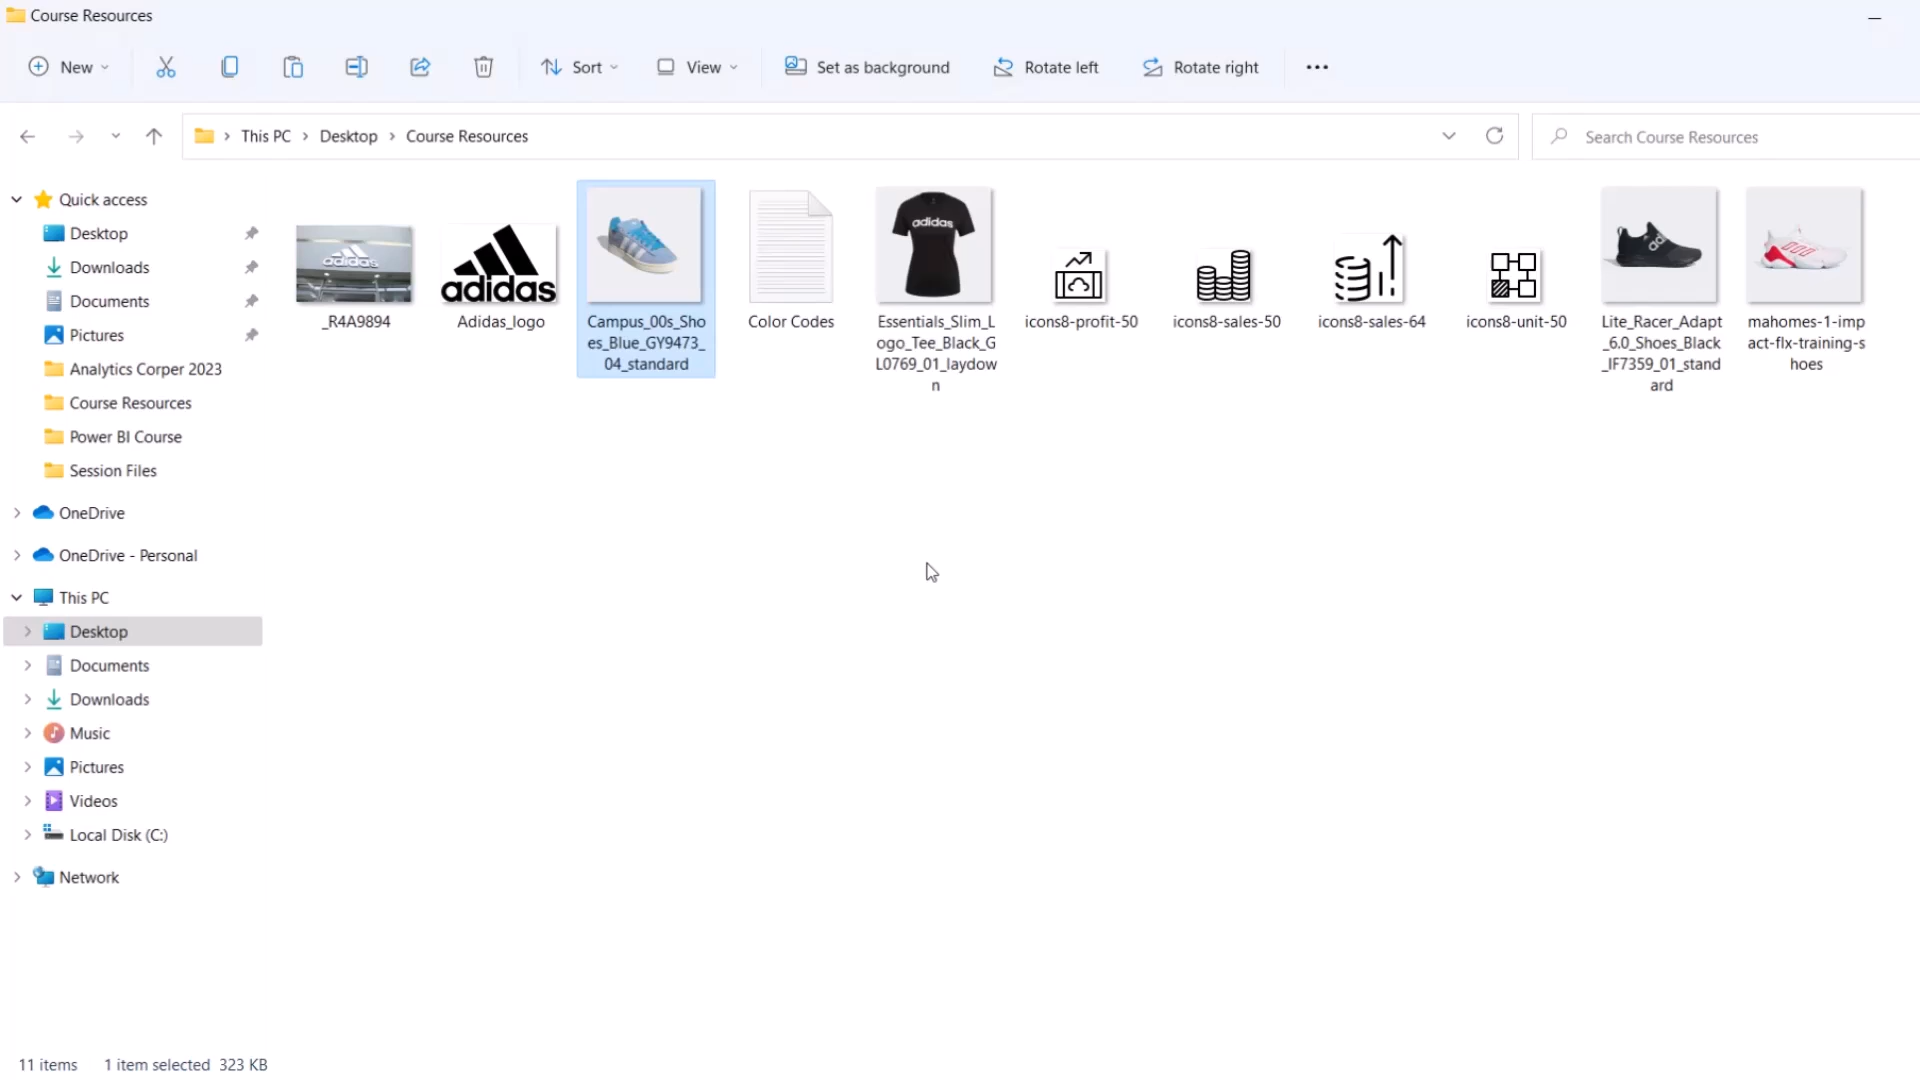 Course Resources
New
Sort
View
Set as background
Rotate left
Rotate right
This PC
Desktop
Course Resources
Search Course Resources
Quick access
Desktop
Downloads
Documents
Pictures
Analytics Corper 2023
Course Resources
Power BI Course
Session Files
OneDrive
OneDrive - Personal
This PC
Desktop
Documents
Downloads
Music
Pictures
Videos
Local Disk (C:)
Network
adidas
_R4A9894
adidas
Adidas_logo
Campus_00s_Sho
es_Blue_GY9473_
04_standard
Color Codes
adidas
Essentials_Slim_L
ogo_Tee_Black_G
L0769_01_laydow
n
icons8-profit-50
icons8-sales-50
icons8-sales-64
icons8-unit-50
Lite_Racer_Adapt
_6.0_Shoes_Black
_IF7359_01_stand
ard
mahomes-1-imp
act-flx-training-s
hoes
11 items
1 item selected 323 KB